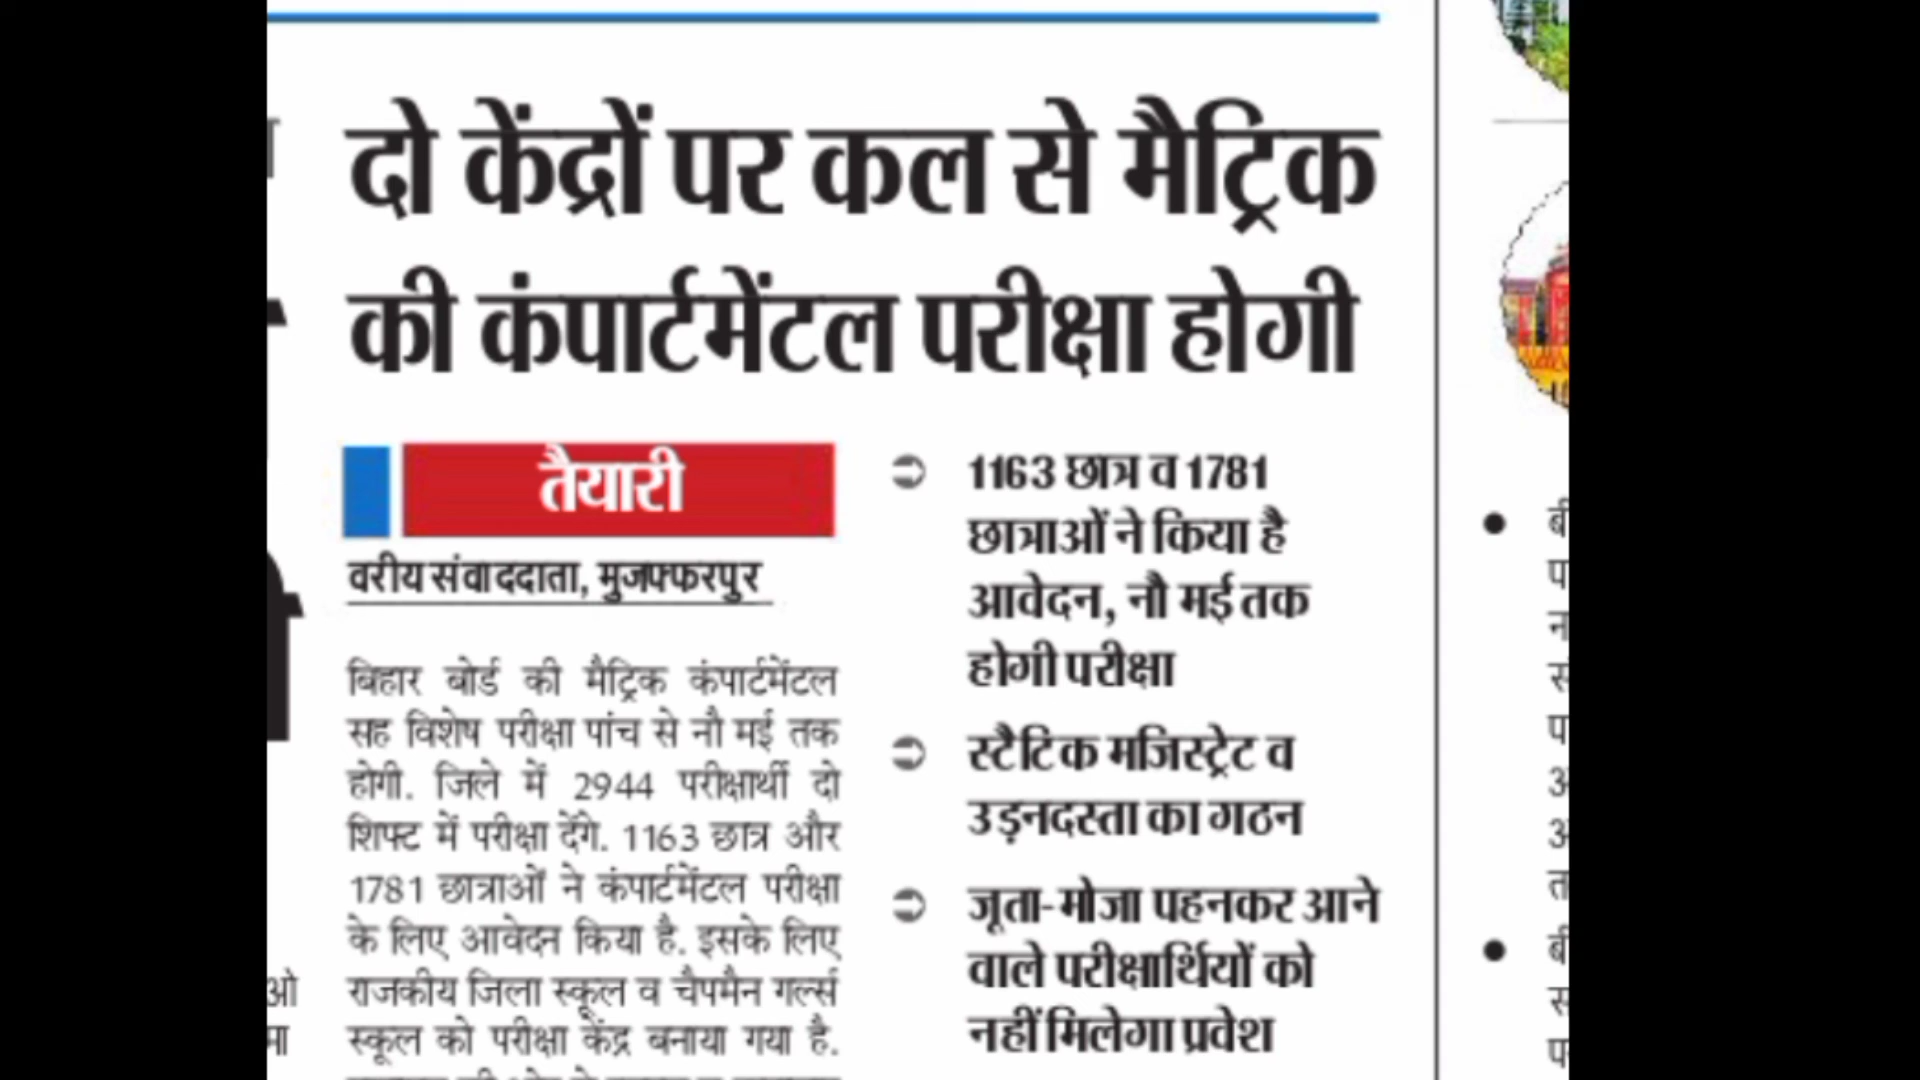 दो केंद्रों पर कल से मैट्रिक
की कंपार्टमेंटल परीक्षा होगी
तैयारी
वरीय संवाददाता, मुजफ्फरपुर
बिहार बोर्ड की मैट्रिक कंपार्टमेंटल
सह विशेष परीक्षा पांच से नौ मई तक
होगी. जिले में 2944 परीक्षार्थी दो
शिफ्ट में परीक्षा देंगे. 1163 छात्र और
1781 छात्राओं ने कंपार्टमेंटल परीक्षा
के लिए आवेदन किया है. इसके लिए
राजकीय जिला स्कूल व चैपमैन गर्ल्स
स्कूल को परीक्षा केंद्र बनाया गया है.
1163 छात्र व 1781
छात्राओं ने किया है
आवेदन, नौ मई तक
होगी परीक्षा
स्टैटिक मजिस्ट्रेट व
उड़नदस्ता का गठन
जूता-मोजा पहनकर आने
वाले परीक्षार्थियों को
नहीं मिलेगा प्रवेश